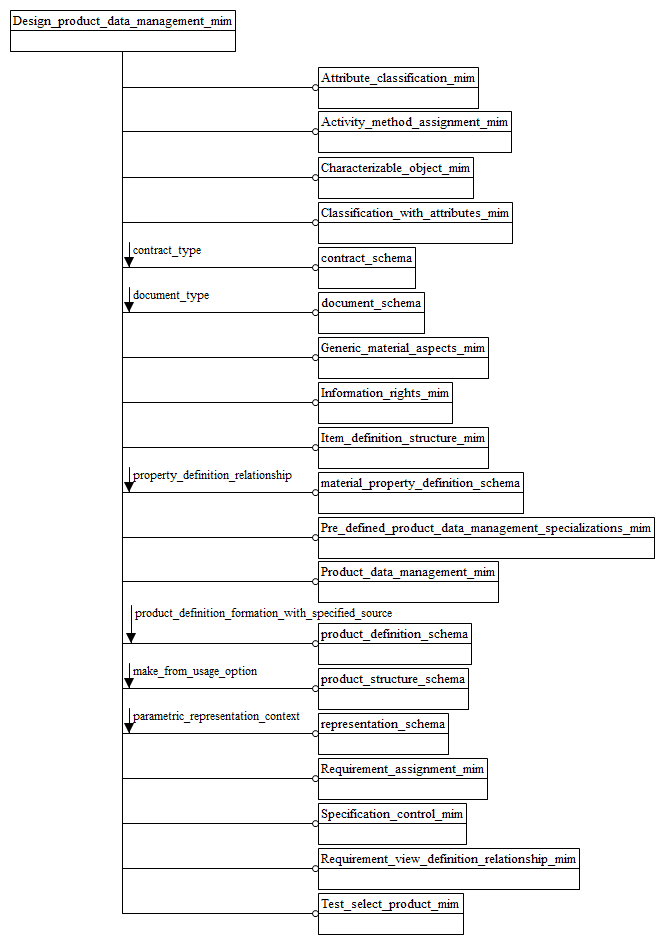 Design_product_data_management_mim
Attribute_classification_mim
Activity_method_assignment_mim
Characterizable_object_mim
Classification_with_attributes_mim
contract_type
contract_schema
document_type
document_schema
Generic_material_aspects_mim
Information_rights_mim
Item_definition_structure_mim
property_definition_relationship
material_property_definition_schema
Pre_defined_product_data_management_specializations_mim
Product_data_management_mim
product_definition_formation_with_specified_source
product_definition_schema
make_from_usage_option
product_structure_schema
parametric_representation_context
representation_schema
Requirement_assignment_mim
Specification_control_mim
Requirement_view_definition_relationship_mim
Test_select_product_mim